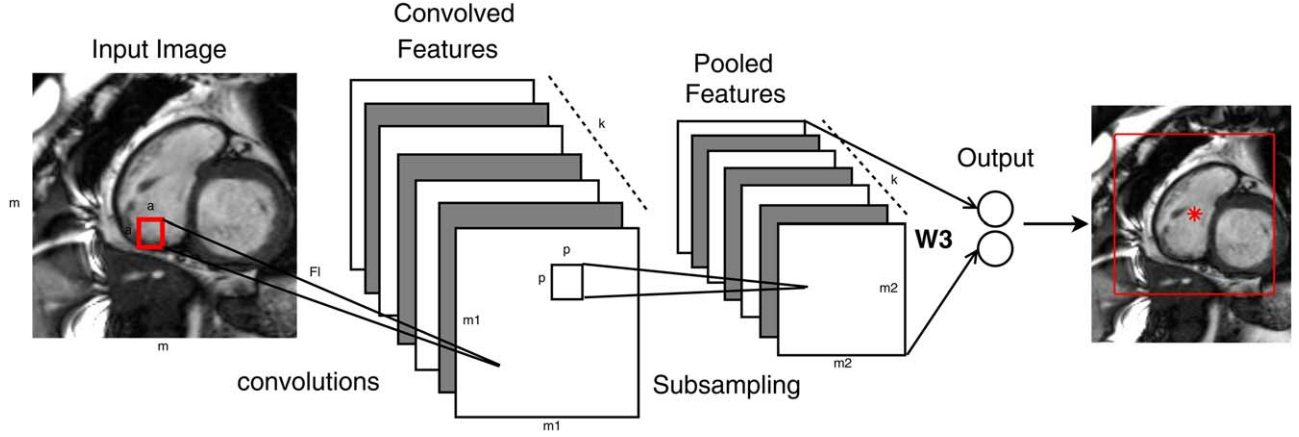 Input Image
Convolved
Features
Pooled
Features
Output
m
m
a
a
Fl
k
p
p
m1
m1
k
m2
m2
W3
convolutions
Subsampling